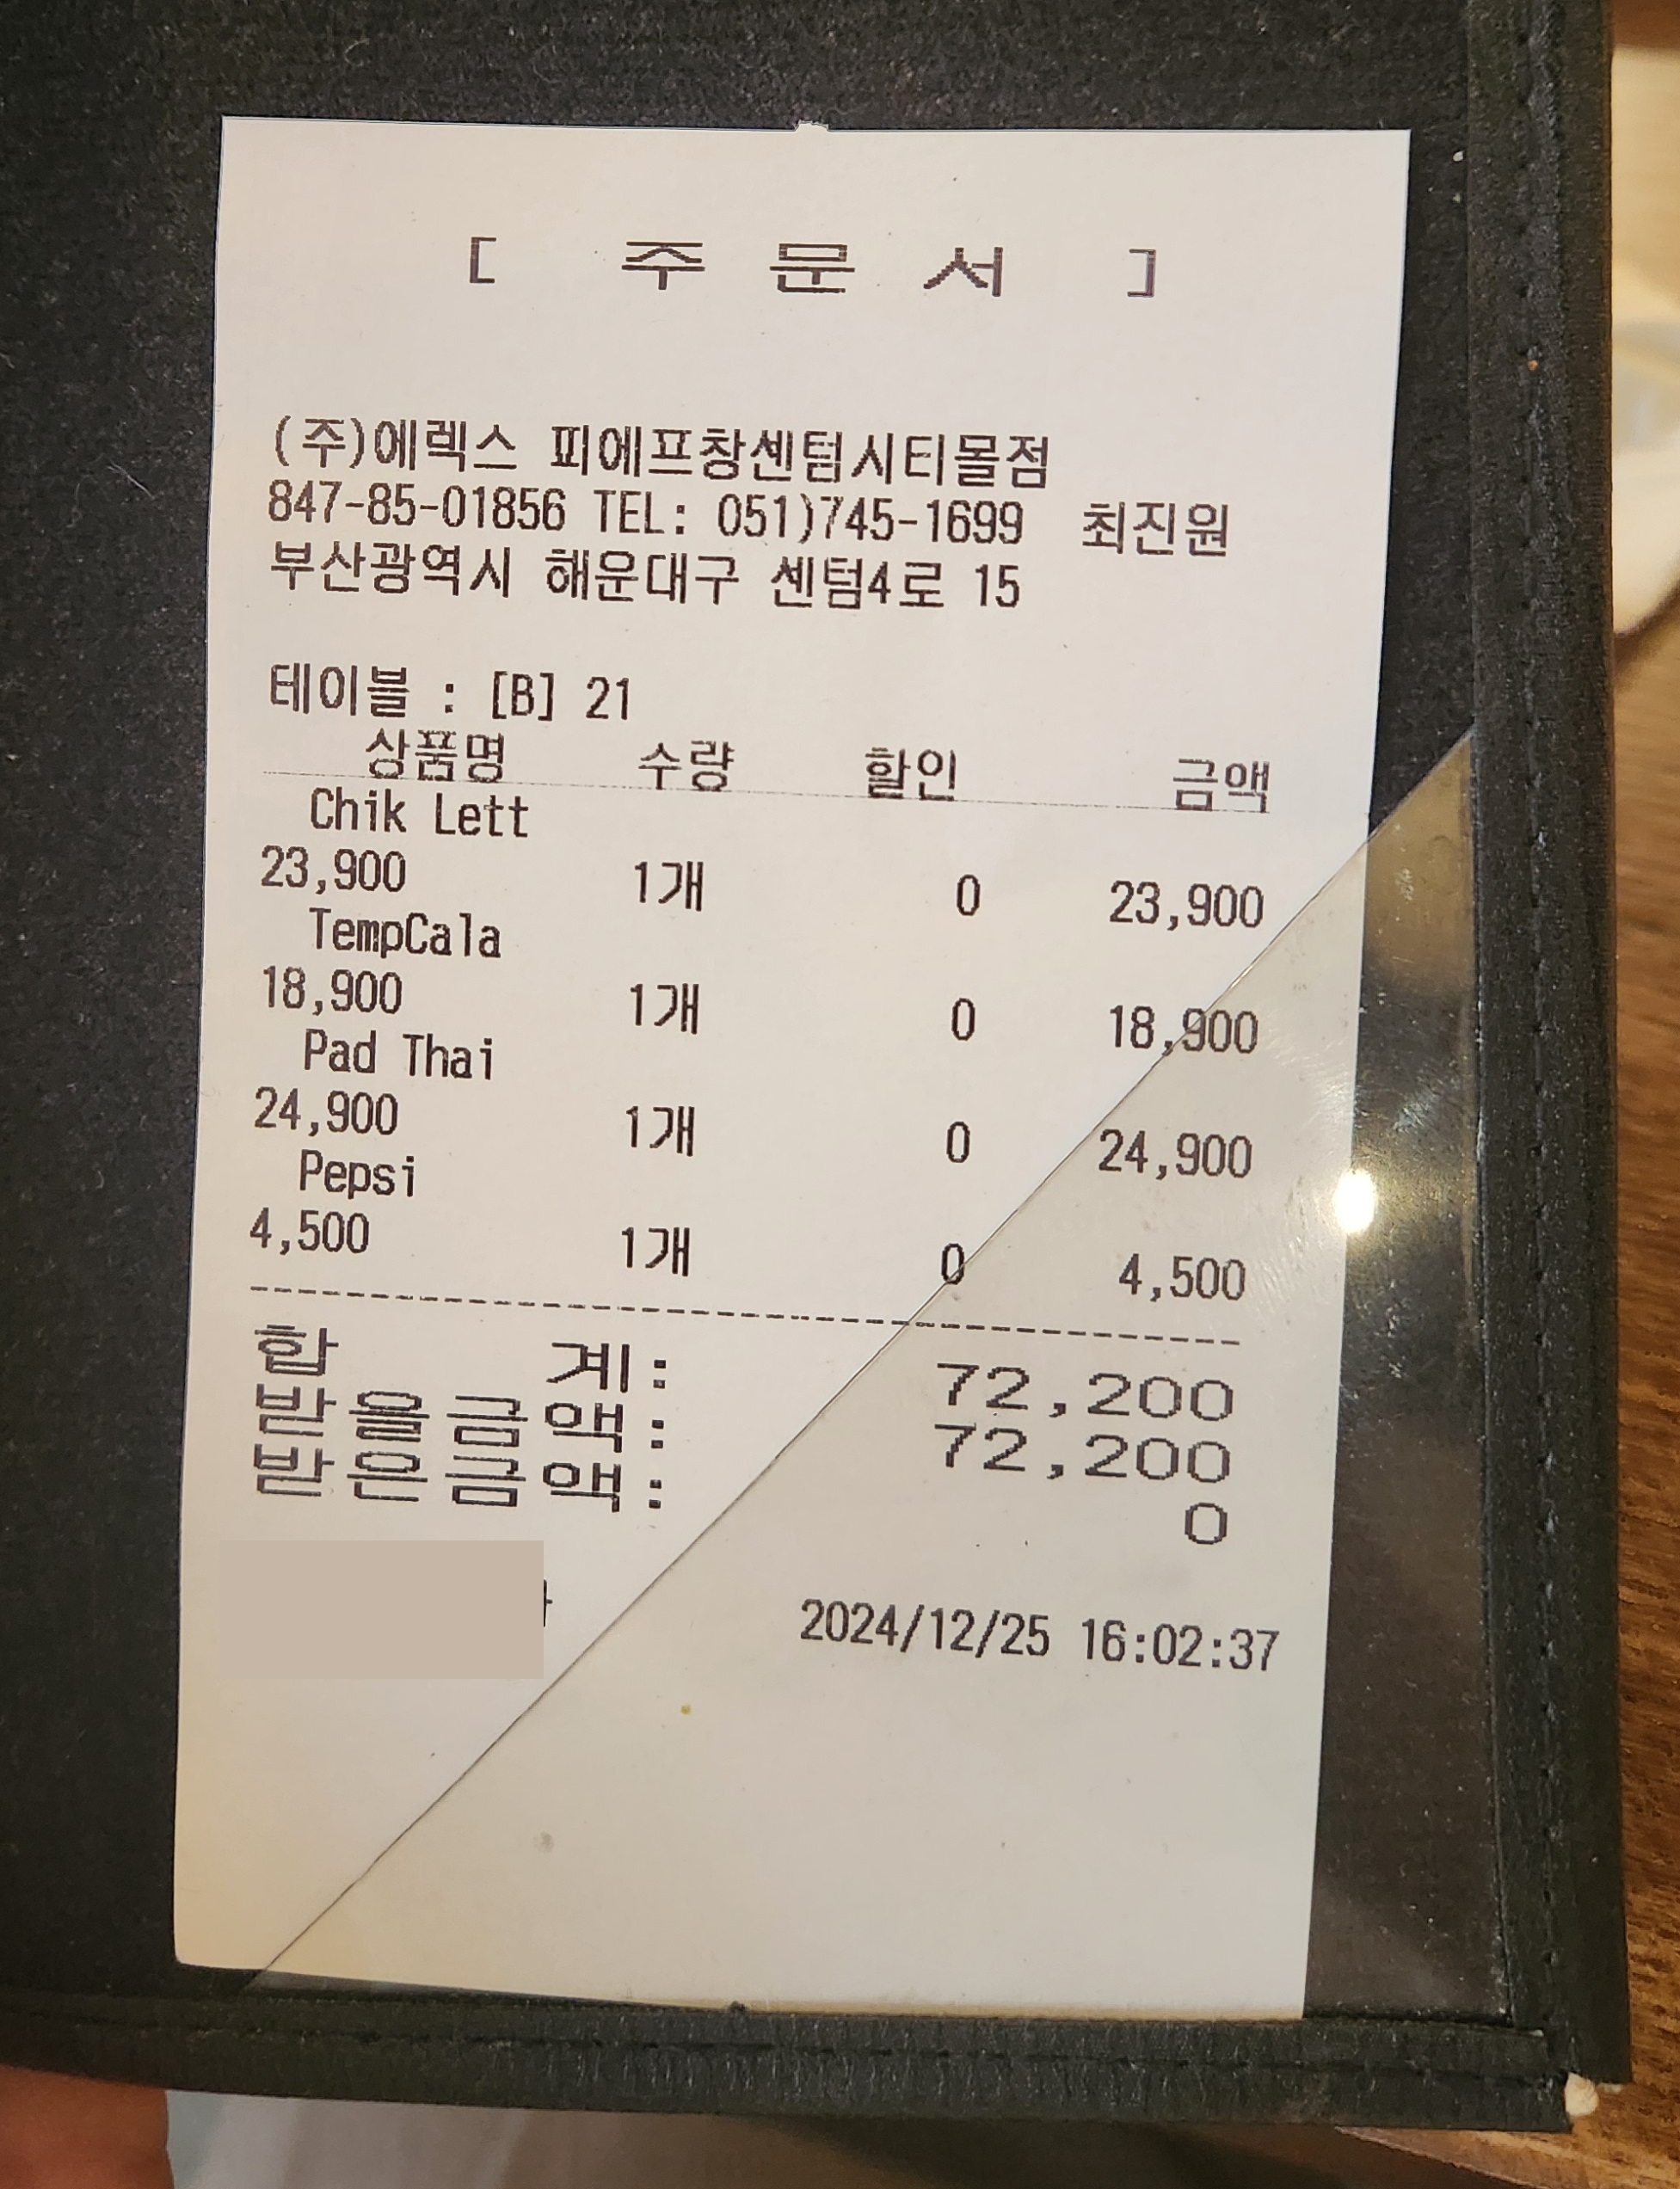 [ 주 문 서 ]
(주)에렉스 피에프창센텀시티몰점
847-85-01856 TEL: 051)745-1699 최진원
부산광역시 해운대구 센텀4로 15
테이블 : [B] 21
상품명 수량 할인 금액
Chik Lett
23,900 1개 0 23,900
TempCala
18,900 1개 0 18,900
Pad Thai
24,900 1개 0 24,900
Pepsi
4,500 1개 0 4,500
합 계: 72,200
받을금액: 72,200
받은금액: 0
2024/12/25 16:02:37